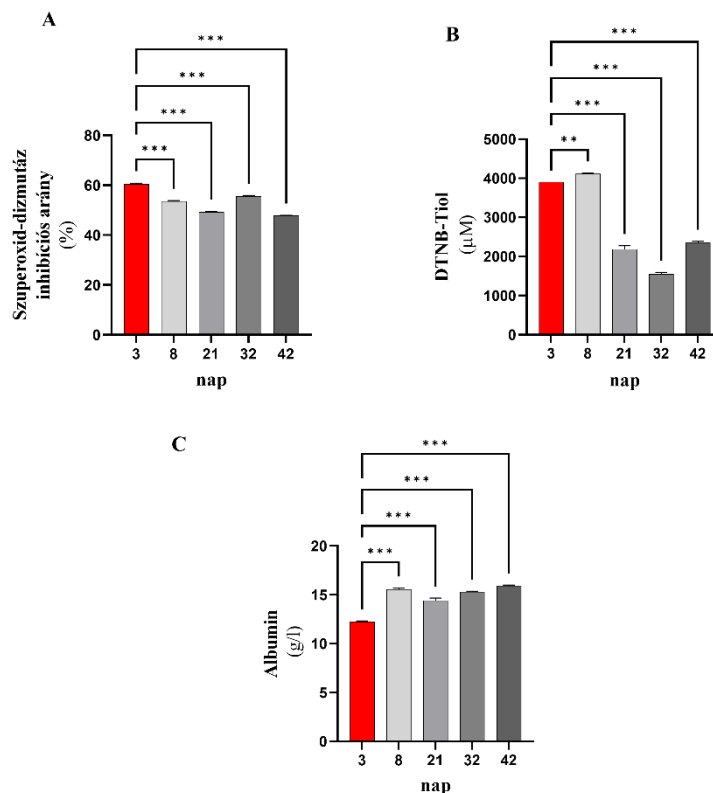 A
***
***
***
***
Szuperoxid-dizmutáz
inhibíciós arány
(%)
80
60
40
20
0
3 8 21 32 42
nap
B
***
***
***
**
DTNB-Tiol
(µM)
5000
4000
3000
2000
1000
0
3 8 21 32 42
nap
C
***
***
***
***
Albumin
(g/l)
20
15
10
5
0
3 8 21 32 42
nap